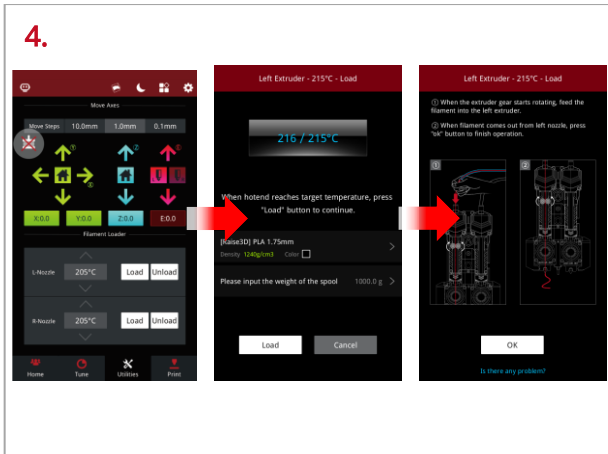 4.
Move Axes
Move Steps 10.0mm 1.0mm 0.1mm
X:0.0 Y:0.0 Z:0.0 E:0.0
Filament Loader
L-Nozzle 205°C Load Unload
R-Nozzle 205°C Load Unload
Home Tune Utilities Print
Left Extruder - 215°C - Load
216 / 215°C
When hotend reaches target temperature, press
"Load" button to continue.
[Raise3D] PLA 1.75mm
Density 1240g/cm3 Color
Please input the weight of the spool 1000.0 g
Load Cancel
Left Extruder - 215°C - Load
① When the extruder gear starts rotating, feed the
filament into the left extruder.
② When filament comes out from left nozzle, press
"ok" button to finish operation.
① ②
OK
Is there any problem?